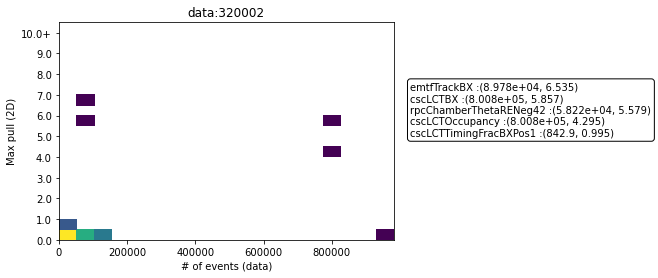 data:320002
10.0+
9.0
8.0
7.0
6.0
5.0
4.0
3.0
2.0
1.0
0.0
Max pull (2D)
0 200000 400000 600000 800000
# of events (data)
emtfTrackBX :(8.978e+04, 6.535)
cscLCTBX :(8.008e+05, 5.857)
rpcChamberThetaRENeg42 :(5.822e+04, 5.579)
cscLCTOccupancy :(8.008e+05, 4.295)
cscLCTTimingFracBXPos1 :(842.9, 0.995)